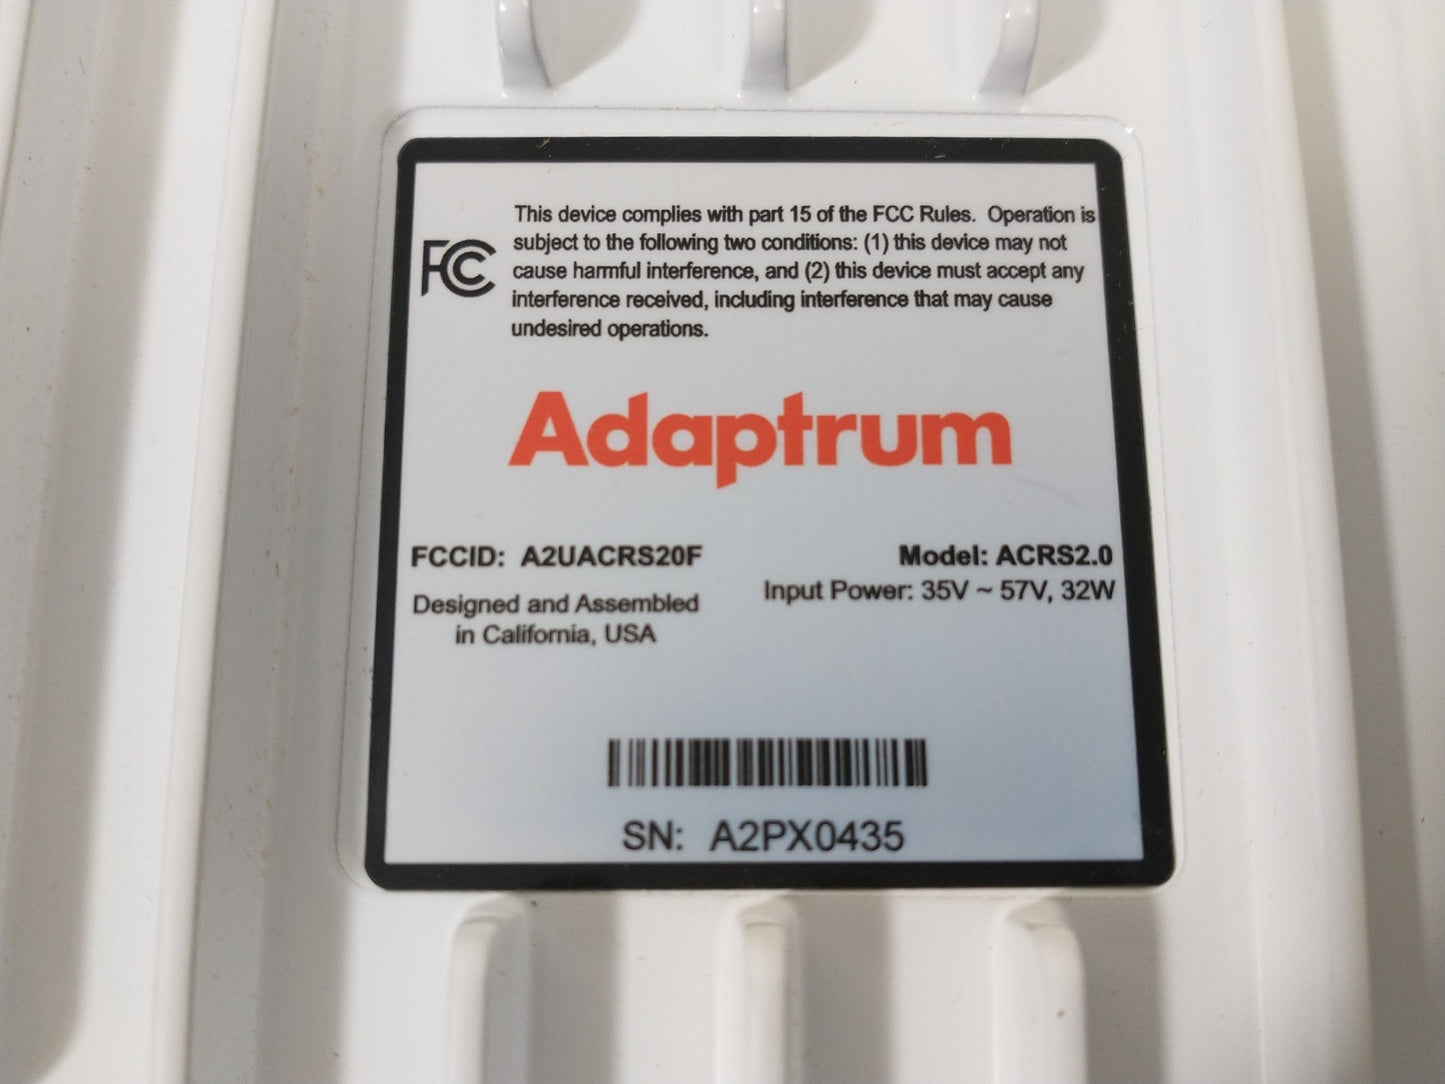 FC
This device complies with part 15 of the FCC Rules. Operation is
subject to the following two conditions: (1) this device may not
cause harmful interference, and (2) this device must accept any
interference received, including interference that may cause
undesired operations.
Adaptrum
FCCID: A2UACRS20F
Designed and Assembled
in California, USA
Model: ACRS2.0
Input Power: 35V ~ 57V, 32W
SN: A2PX0435